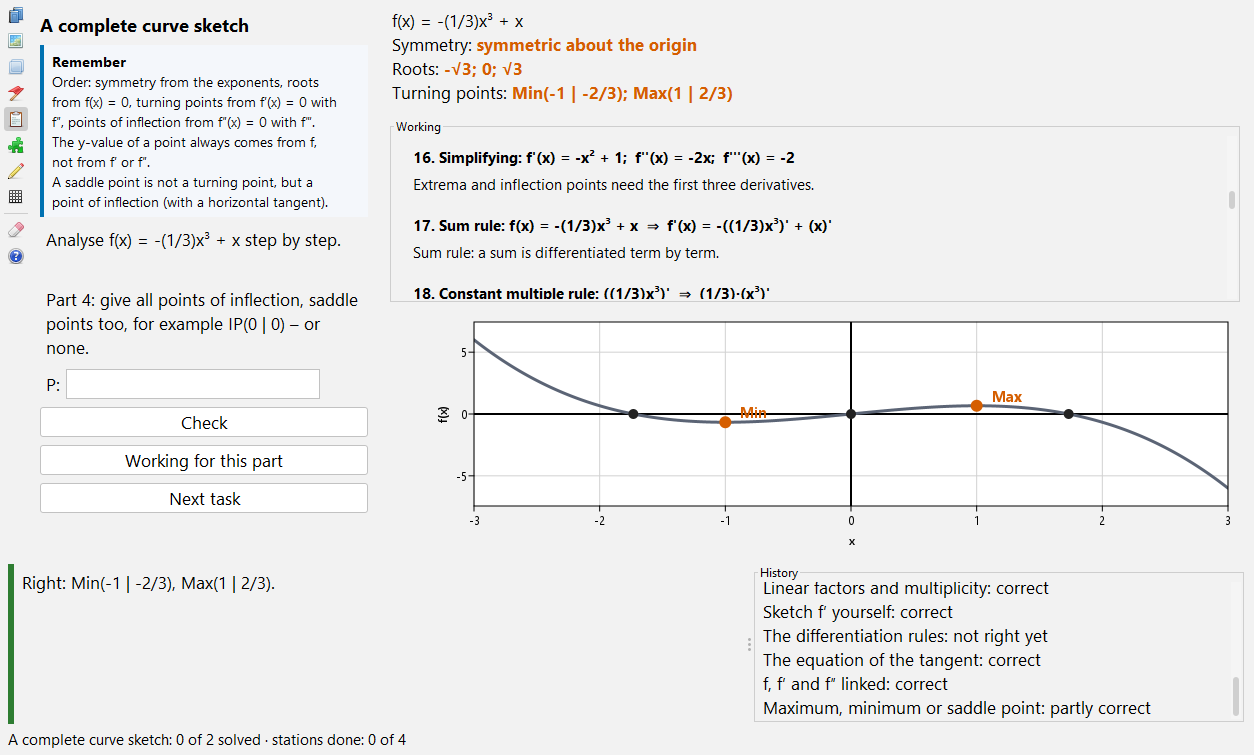 A complete curve sketch
Remember
Order: symmetry from the exponents, roots
from f(x) = 0, turning points from f′(x) = 0 with
f″, points of inflection from f″(x) = 0 with f‴.
The y-value of a point always comes from f,
not from f′ or f″.
A saddle point is not a turning point, but a
point of inflection (with a horizontal tangent).
Analyse f(x) = -(1/3)x³ + x step by step.
Part 4: give all points of inflection, saddle
points too, for example IP(0 | 0) – or
none.
P:
Check
Working for this part
Next task
f(x) = -(1/3)x³ + x
Symmetry: symmetric about the origin
Roots: -√3; 0; √3
Turning points: Min(-1 | -2/3); Max(1 | 2/3)
Working
16. Simplifying: f'(x) = -x² + 1; f''(x) = -2x; f'''(x) = -2
Extrema and inflection points need the first three derivatives.
17. Sum rule: f(x) = -(1/3)x³ + x ⇒ f'(x) = -((1/3)x³)' + (x)'
Sum rule: a sum is differentiated term by term.
18. Constant multiple rule: ((1/3)x³)' ⇒ (1/3)·(x³)'
f(x)
5
0
-5
Min
Max
-3 -2 -1 0 1 2 3
x
Right: Min(-1 | -2/3), Max(1 | 2/3).
History
Linear factors and multiplicity: correct
Sketch f′ yourself: correct
The differentiation rules: not right yet
The equation of the tangent: correct
f, f′ and f″ linked: correct
Maximum, minimum or saddle point: partly correct
A complete curve sketch: 0 of 2 solved · stations done: 0 of 4